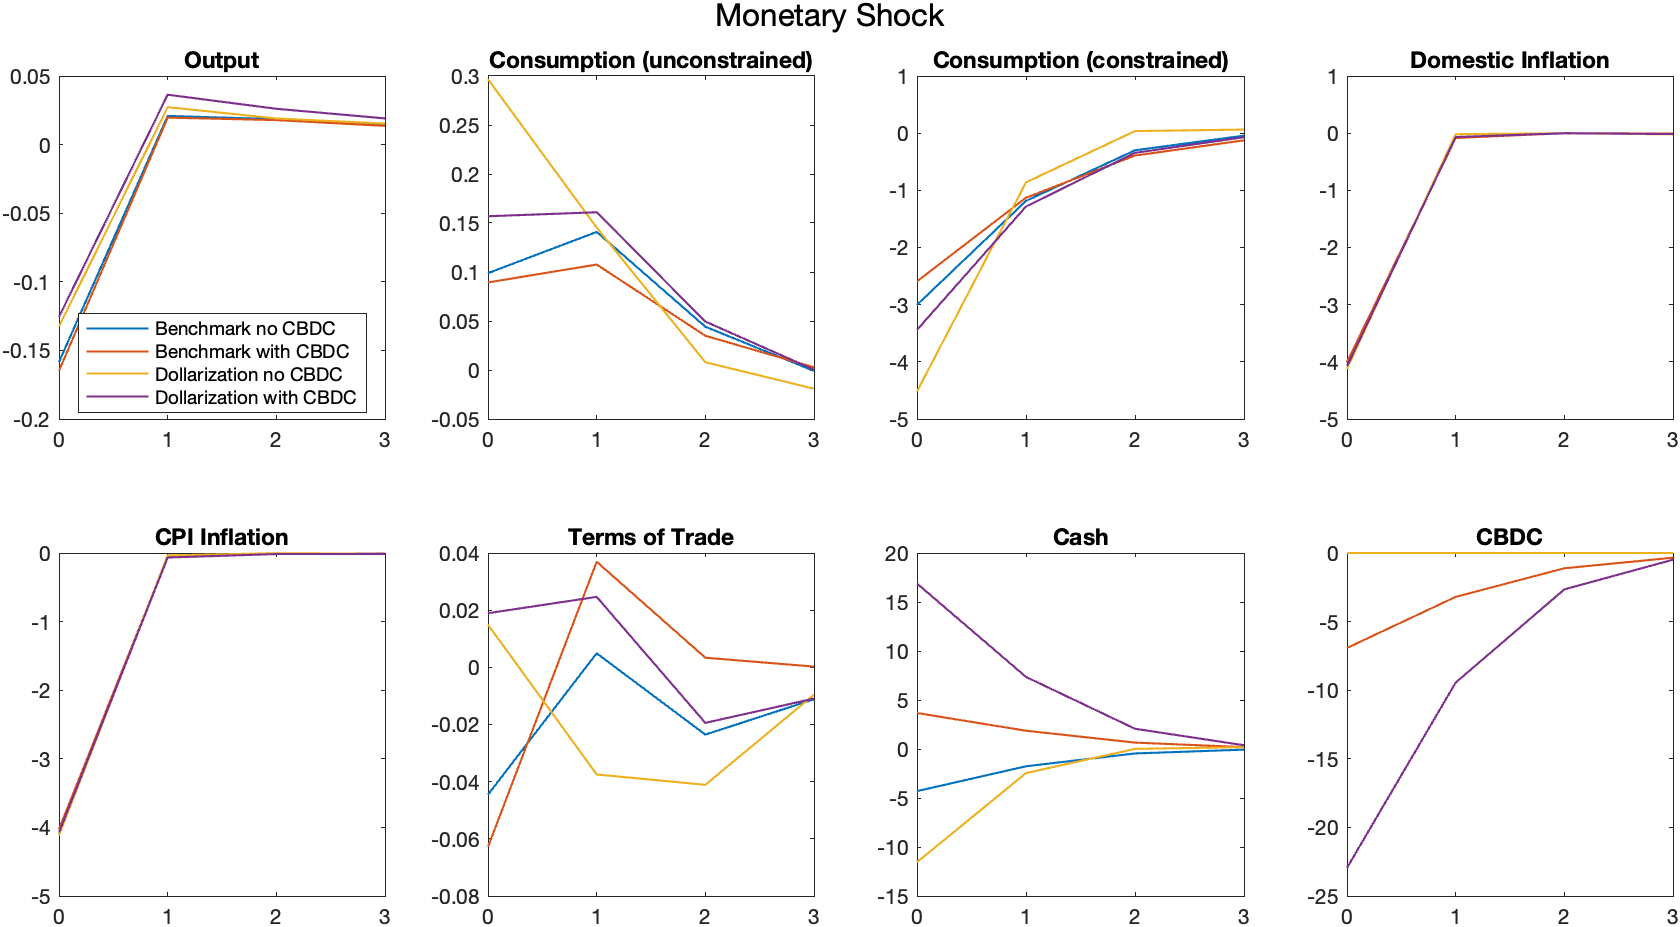 Monetary Shock
Output
0.05
0
-0.05
-0.1
-0.15
-0.2
0 1 2 3
Benchmark no CBDC
Benchmark with CBDC
Dollarization no CBDC
Dollarization with CBDC
Consumption (unconstrained)
0.3
0.25
0.2
0.15
0.1
0.05
0
-0.05
0 1 2 3
Consumption (constrained)
1
0
-1
-2
-3
-4
-5
0 1 2 3
Domestic Inflation
1
0
-1
-2
-3
-4
-5
0 1 2 3
CPI Inflation
0
-1
-2
-3
-4
-5
0 1 2 3
Terms of Trade
0.04
0.02
0
-0.02
-0.04
-0.06
-0.08
0 1 2 3
Cash
20
15
10
5
0
-5
-10
-15
0 1 2 3
CBDC
0
-5
-10
-15
-20
-25
0 1 2 3